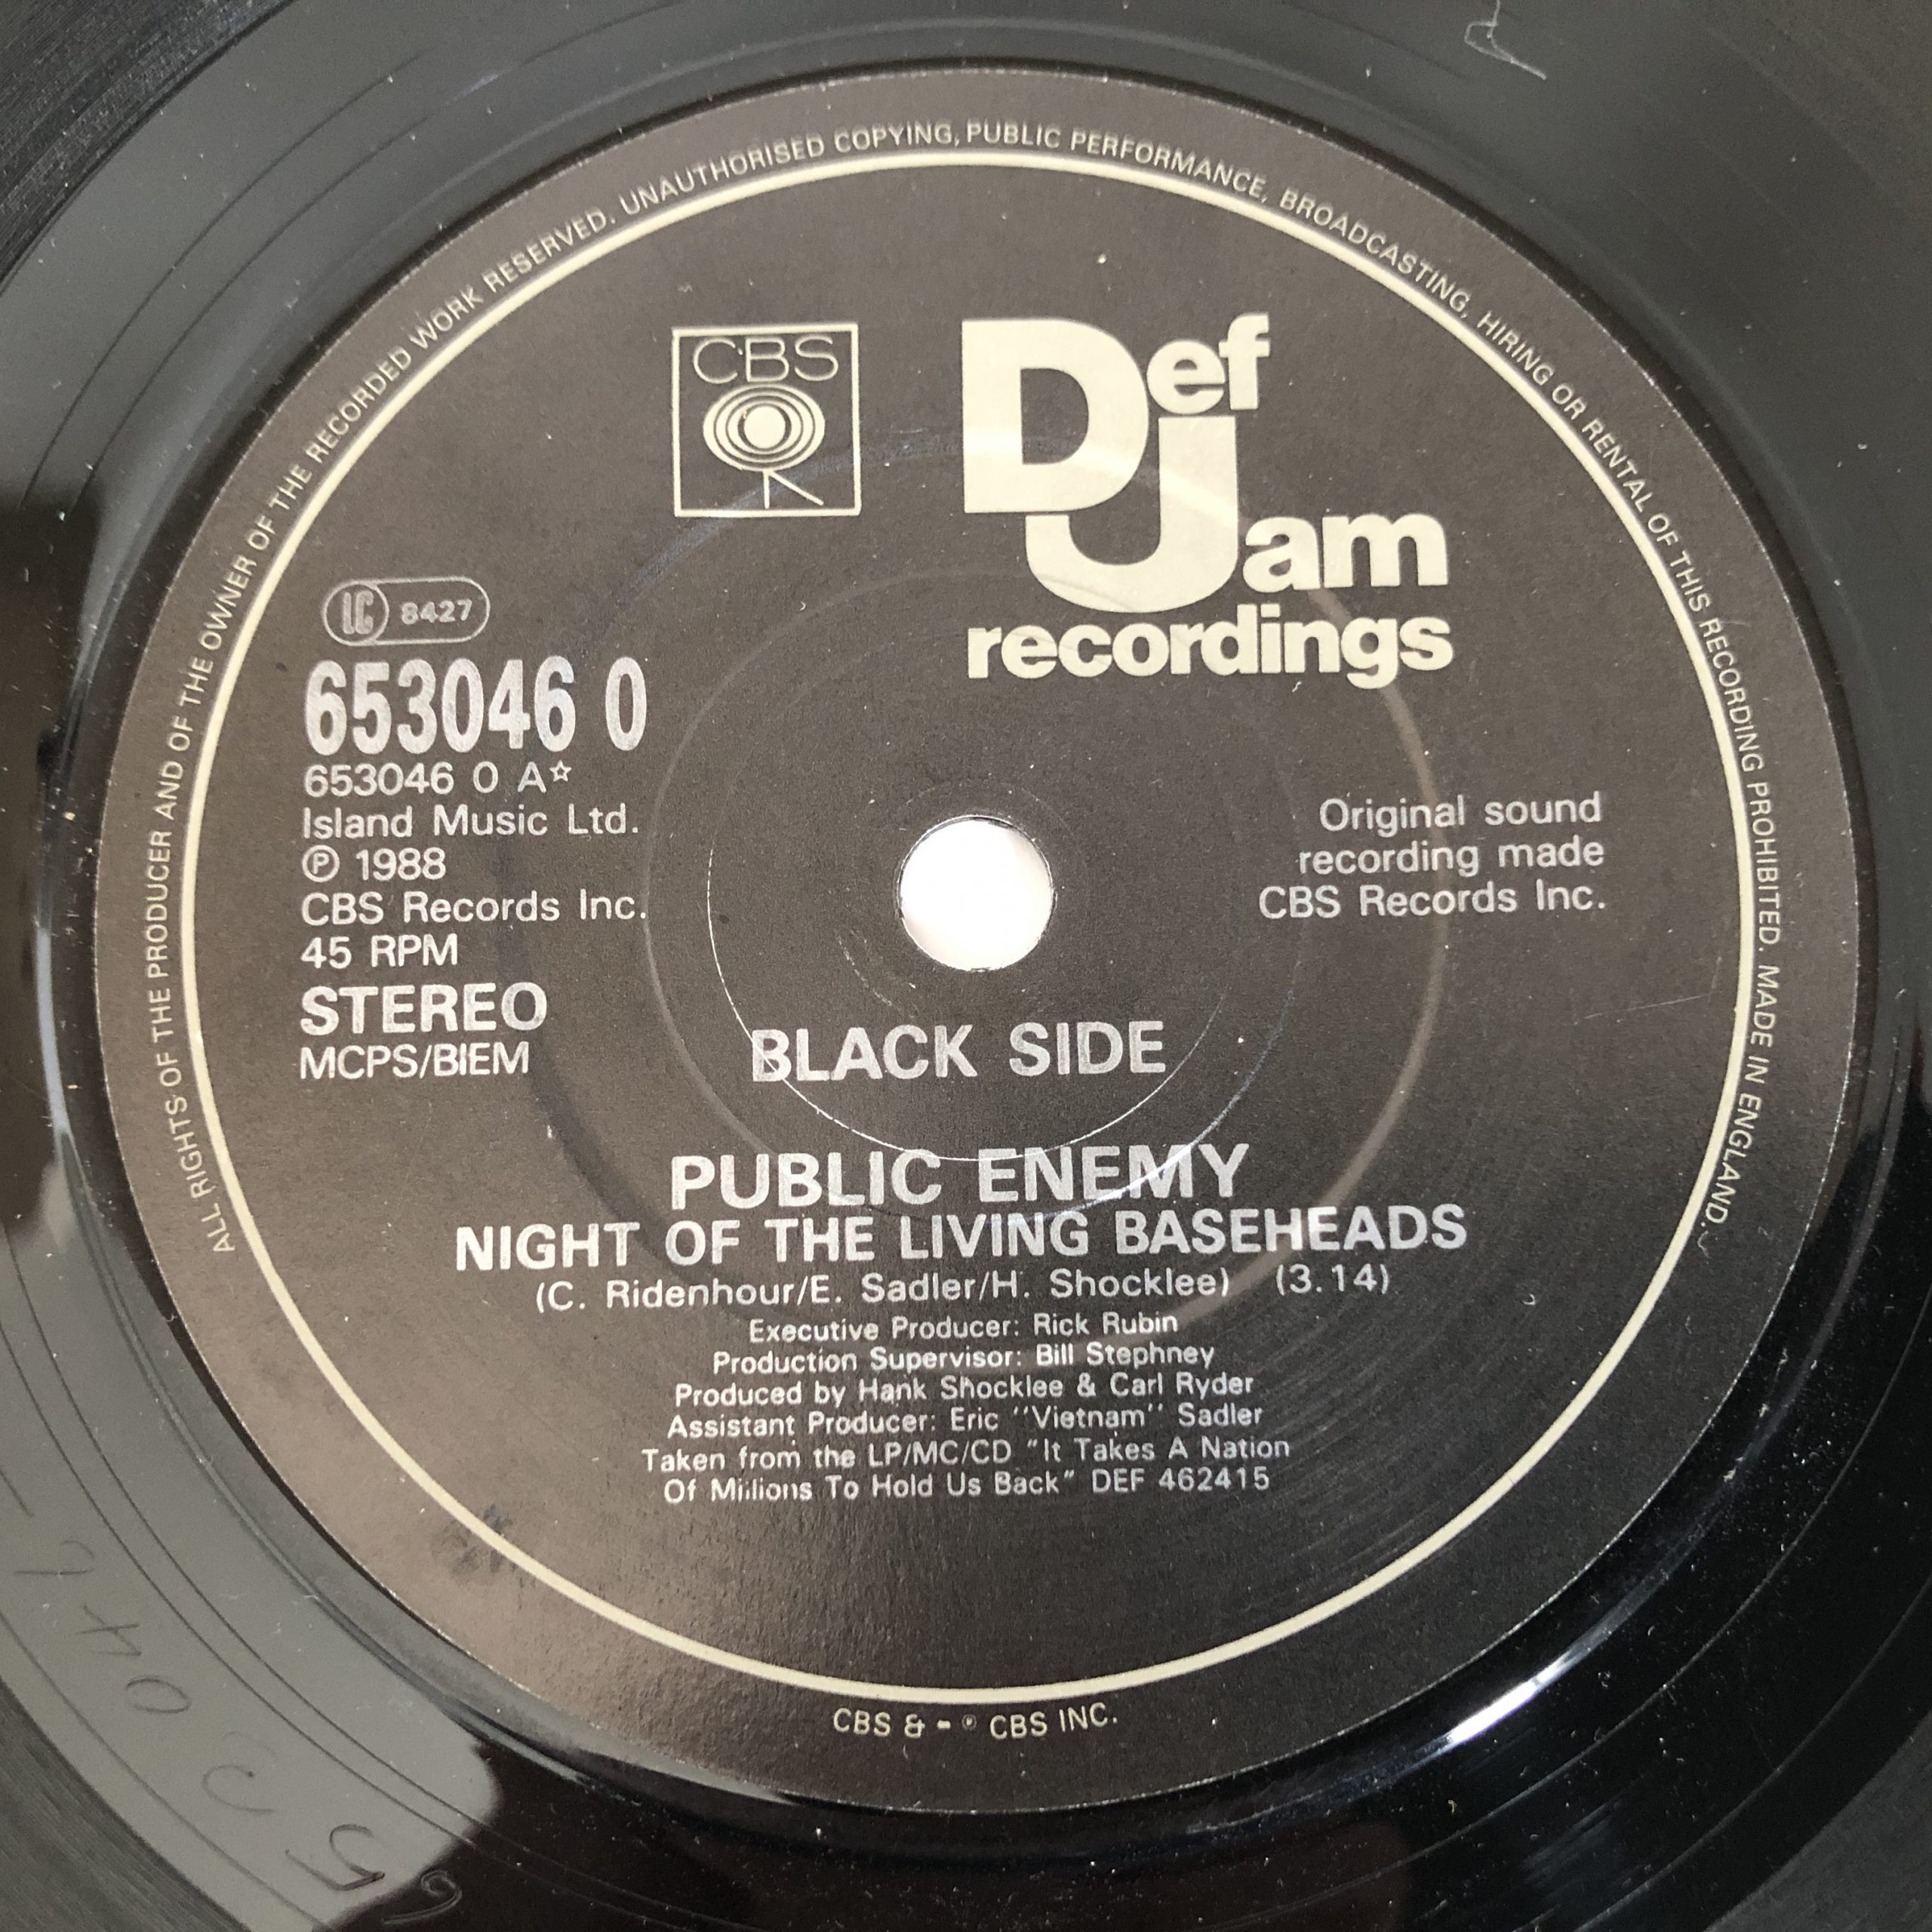 ALL RIGHTS OF THE PRODUCER AND OF THE OWNER OF THE RECORDED WORK RESERVED. UNAUTHORISED COPYING, PUBLIC PERFORMANCE, BROADCASTING, HIRING OR RENTAL OF THIS RECORDING PROHIBITED. MADE IN ENGLAND.
CBS
Def
Jam
recordings
LC 8427
653046 0
653046 0 A☆
Island Music Ltd.
℗ 1988
CBS Records Inc.
45 RPM
STEREO
MCPS/BIEM
Original sound
recording made
CBS Records Inc.
BLACK SIDE
PUBLIC ENEMY
NIGHT OF THE LIVING BASEHEADS
(C. Ridenhour/E. Sadler/H. Shocklee) (3.14)
Executive Producer: Rick Rubin
Production Supervisor: Bill Stephney
Produced by Hank Shocklee & Carl Ryder
Assistant Producer: Eric ''Vietnam'' Sadler
Taken from the LP/MC/CD "It Takes A Nation
Of Millions To Hold Us Back" DEF 462415
CBS & - ® CBS INC.